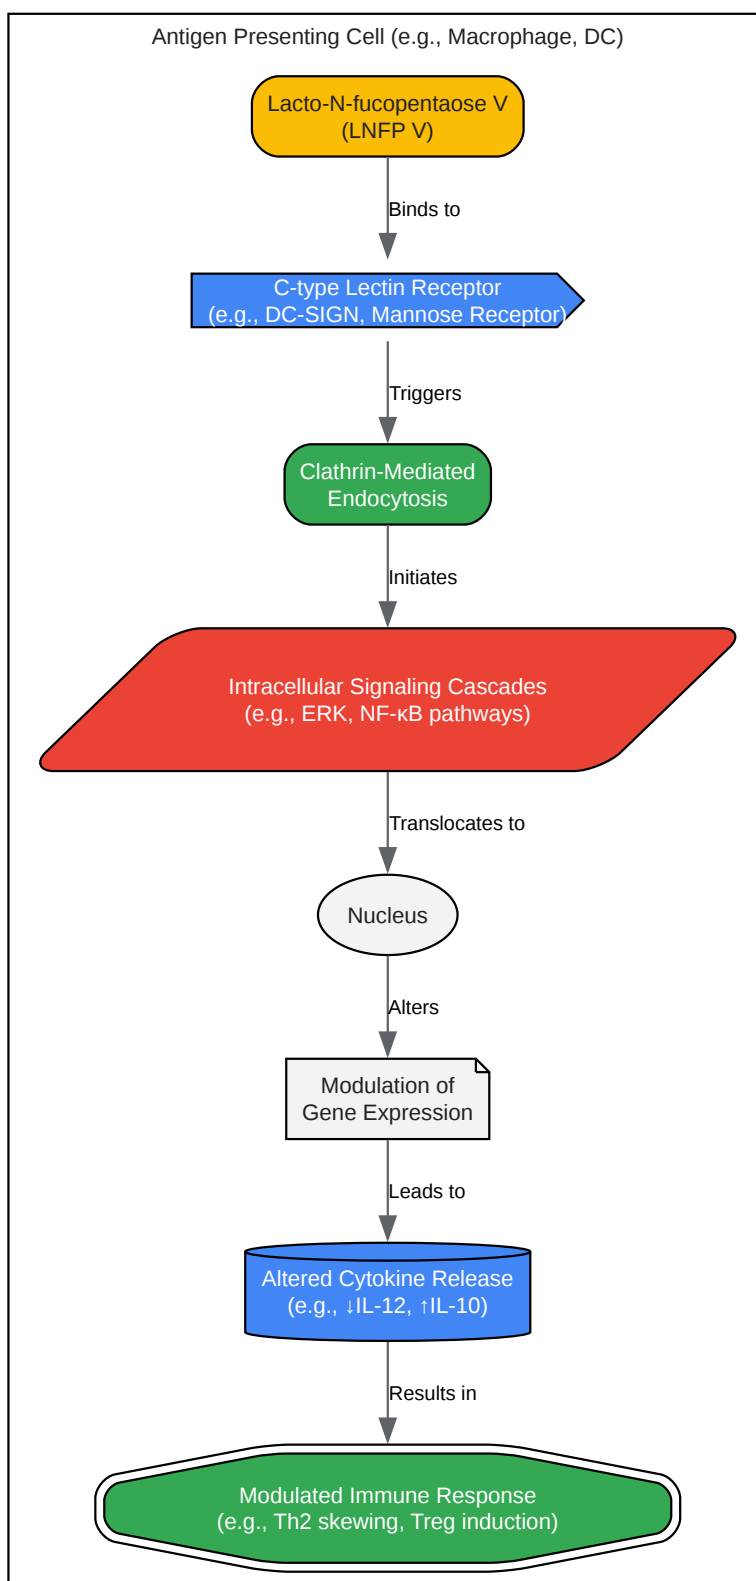 Antigen Presenting Cell (e.g., Macrophage, DC)
Lacto-N-fucopentaose V
(LNFP V)
Binds to
C-type Lectin Receptor
(e.g., DC-SIGN, Mannose Receptor)
Triggers
Clathrin-Mediated
Endocytosis
Initiates
Intracellular Signaling Cascades
(e.g., ERK, NF-κB pathways)
Translocates to
Nucleus
Alters
Modulation of
Gene Expression
Leads to
Altered Cytokine Release
(e.g., ↓IL-12, ↑IL-10)
Results in
Modulated Immune Response
(e.g., Th2 skewing, Treg induction)